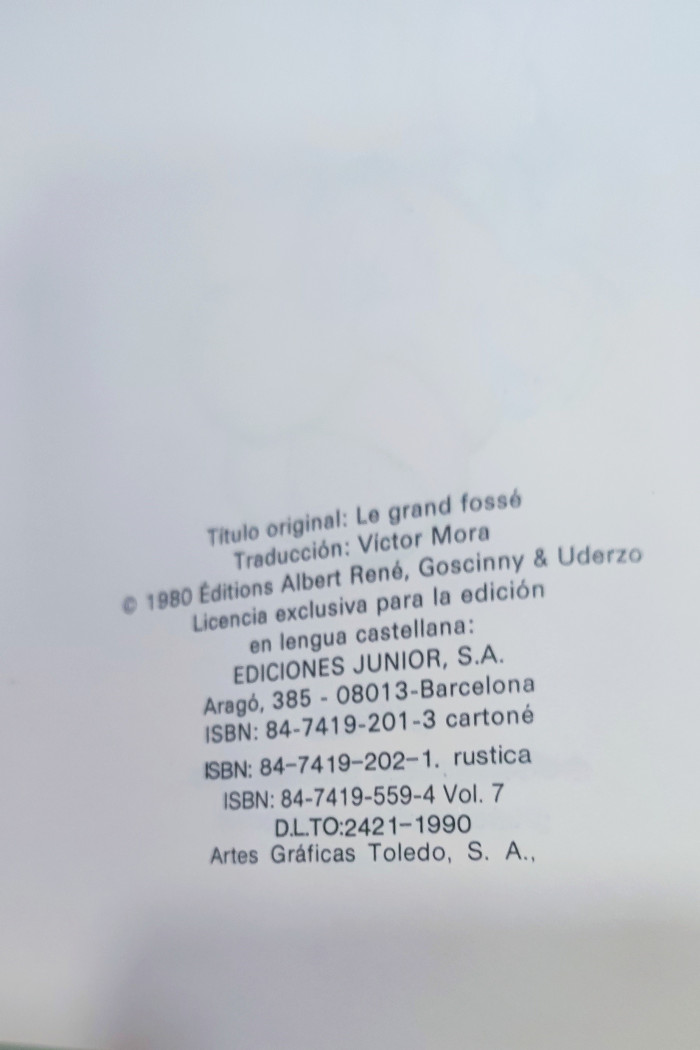 Título original: Le grand fossé
Traducción: Víctor Mora
© 1980 Éditions Albert René, Goscinny & Uderzo
Licencia exclusiva para la edición
en lengua castellana:
EDICIONES JUNIOR, S.A.
Aragó, 385 - 08013-Barcelona
ISBN: 84-7419-201-3 cartoné
ISBN: 84-7419-202-1. rustica
ISBN: 84-7419-559-4 Vol. 7
D.L.TO:2421-1990
Artes Gráficas Toledo, S. A.,